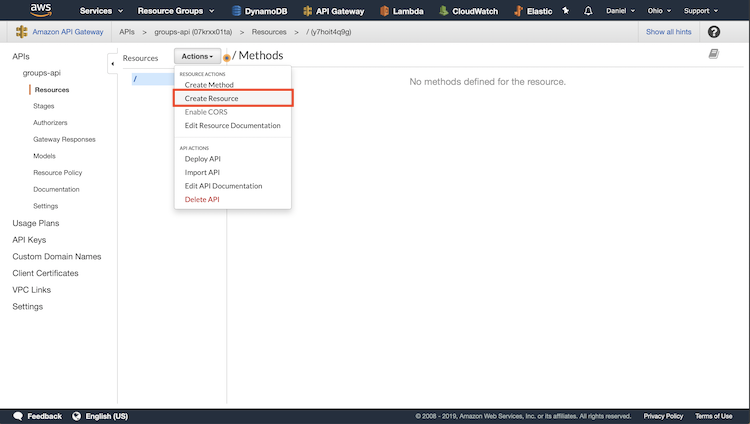 aws Services Resource Groups DynamoDB API Gateway Lambda CloudWatch Elastic Daniel Ohio Support
Amazon API Gateway APIs > groups-api (07krxx01ta) > Resources > / (y7hoit4q9g) Show all hints ?
APIs
groups-api
Resources
Stages
Authorizers
Gateway Responses
Models
Resource Policy
Documentation
Settings
Usage Plans
API Keys
Custom Domain Names
Client Certificates
VPC Links
Settings
Resources Actions / Methods
/
RESOURCE ACTIONS
Create Method
Create Resource
Enable CORS
Edit Resource Documentation
API ACTIONS
Deploy API
Import API
Edit API Documentation
Delete API
No methods defined for the resource.
Feedback English (US) © 2008 - 2019, Amazon Web Services, Inc. or its affiliates. All rights reserved. Privacy Policy Terms of Use